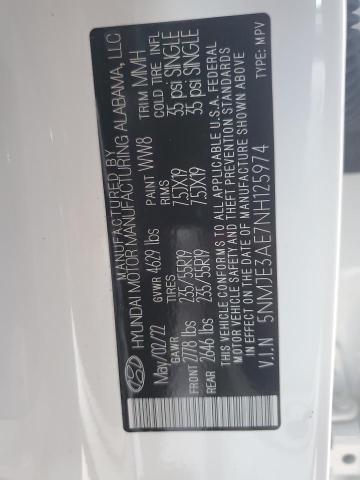 HYUNDAI MOTOR MANUFACTURING ALABAMA, LLC
May/02/22 GVWR 4629 lbs PAINT WW8 TRIM MMH
GAWR TIRES RIMS COLD TIRE INFL
FRONT 2778 lbs 235/55R19 7.5JX19 35 psi SINGLE
REAR 2646 lbs 235/55R19 7.5JX19 35 psi SINGLE
THIS VEHICLE CONFORMS TO ALL APPLICABLE U.S.A. FEDERAL
MOTOR VEHICLE SAFETY AND THEFT PREVENTION STANDARDS
IN EFFECT ON THE DATE OF MANUFACTURE SHOWN ABOVE.
V.I.N 5NMJE3AE7NH125974 TYPE: MPV